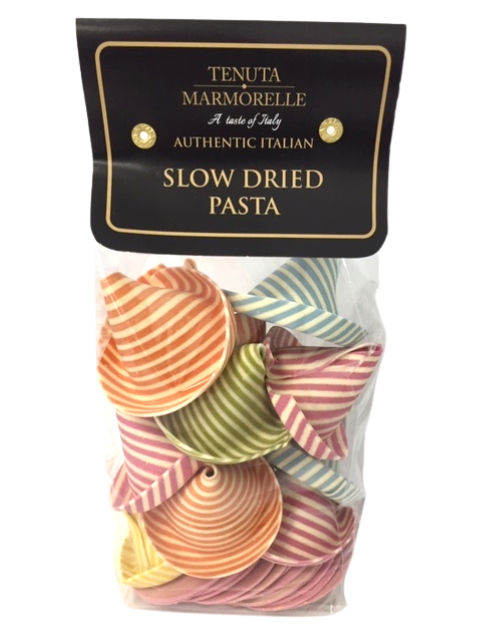 TENUTA
MARMORELLE
A taste of Italy
AUTHENTIC ITALIAN
SLOW DRIED
PASTA